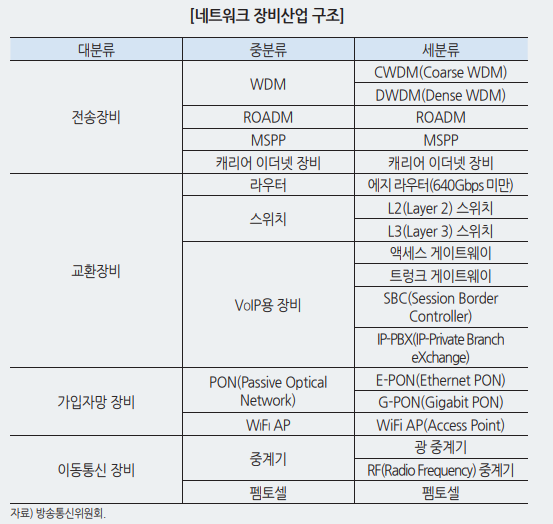 [네트워크 장비산업 구조]
대분류 중분류 세분류
전송장비 WDM CWDM(Coarse WDM)
DWDM(Dense WDM)
ROADM ROADM
MSPP MSPP
캐리어 이더넷 장비 캐리어 이더넷 장비
교환장비 라우터 에지 라우터(640Gbps 미만)
스위치 L2(Layer 2) 스위치
L3(Layer 3) 스위치
VoIP용 장비 액세스 게이트웨이
트렁크 게이트웨이
SBC(Session Border
Controller)
IP-PBX(IP-Private Branch
eXchange)
가입자망 장비 PON(Passive Optical
Network) E-PON(Ethernet PON)
G-PON(Gigabit PON)
WiFi AP WiFi AP(Access Point)
이동통신 장비 중계기 광 중계기
RF(Radio Frequency) 중계기
펨토셀 펨토셀
자료) 방송통신위원회.